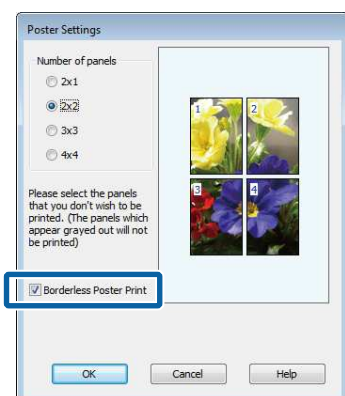 Poster Settings
Number of panels
2x1
2x2
3x3
4x4
Please select the panels
that you don't wish to be
printed. (The panels which
appear grayed out will not
be printed)
Borderless Poster Print
1
2
3
4
OK
Cancel
Help